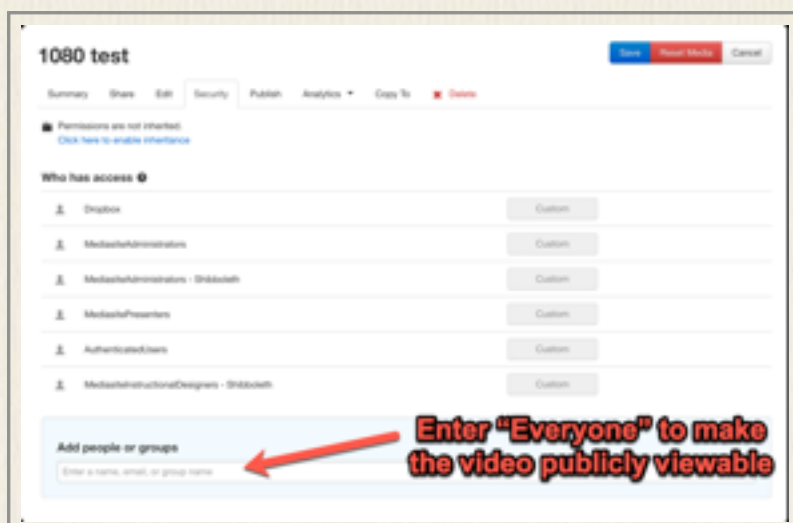 1080 test
Save Reset Media Cancel
Summary Share Edit Security Publish Analytics Copy To Delete
Permissions are not inherited.
Click here to enable inheritance
Who has access
Dropbox Custom
MediasiteAdministrators Custom
MediasiteAdministrators - Shibboleth Custom
MediasitePresenters Custom
AuthenticatedUsers Custom
MediasiteInstructionalDesigners - Shibboleth Custom
Add people or groups
Enter a name, email, or group name
Enter “Everyone” to make
the video publicly viewable